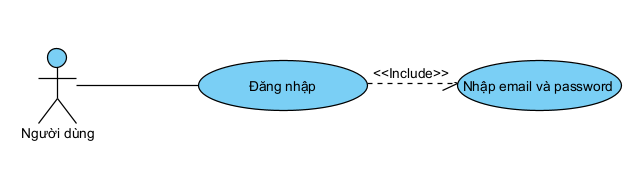 <<Include>>
Đăng nhập
Nhập email và password
Người dùng